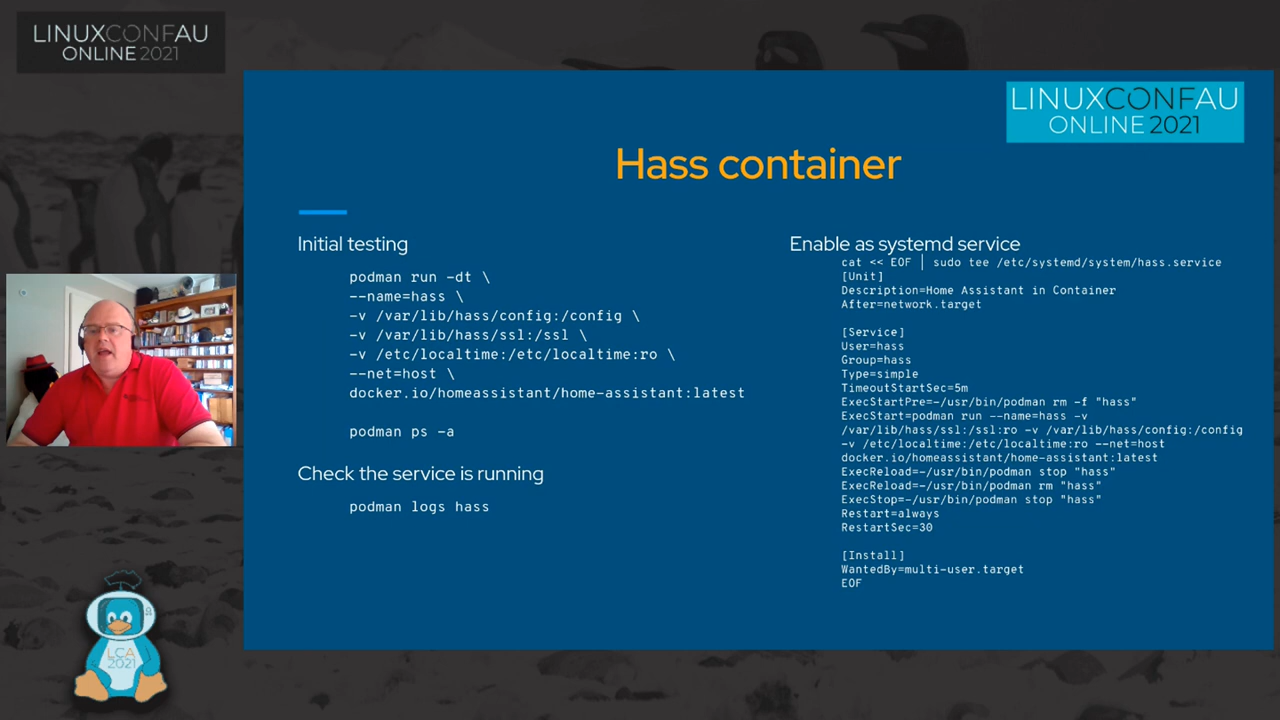 LINUXCONFAU
ONLINE 2021
LINUXCONFAU
ONLINE 2021
Hass container
Initial testing
podman run -dt \
--name=hass \
-v /var/lib/hass/config:/config \
-v /var/lib/hass/ssl:/ssl \
-v /etc/localtime:/etc/localtime:ro \
--net=host \
docker.io/homeassistant/home-assistant:latest
podman ps -a
Check the service is running
podman logs hass
Enable as systemd service
cat << EOF | sudo tee /etc/systemd/system/hass.service
[Unit]
Description=Home Assistant in Container
After=network.target
[Service]
User=hass
Group=hass
Type=simple
TimeoutStartSec=5m
ExecStartPre=-/usr/bin/podman rm -f "hass"
ExecStart=podman run --name=hass -v
/var/lib/hass/ssl:/ssl:ro -v /var/lib/hass/config:/config
-v /etc/localtime:/etc/localtime:ro --net=host
docker.io/homeassistant/home-assistant:latest
ExecReload=-/usr/bin/podman stop "hass"
ExecReload=-/usr/bin/podman rm "hass"
ExecStop=-/usr/bin/podman stop "hass"
Restart=always
RestartSec=30
[Install]
WantedBy=multi-user.target
EOF
LCA
2021